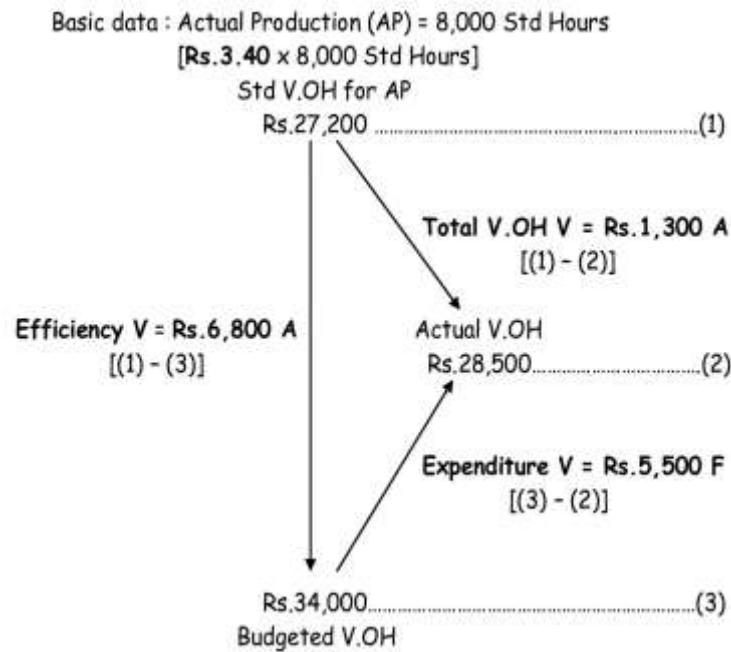 Basic data : Actual Production (AP) = 8,000 Std Hours
[Rs.3.40 x 8,000 Std Hours]
Std V.OH for AP
Rs.27,200 ..........................................................(1)
Total V.OH V = Rs.1,300 A
[(1) – (2)]
Efficiency V = Rs.6,800 A
[(1) – (3)]
Actual V.OH
Rs.28,500..............................(2)
Expenditure V = Rs.5,500 F
[(3) – (2)]
Rs.34,000..........................................................(3)
Budgeted V.OH